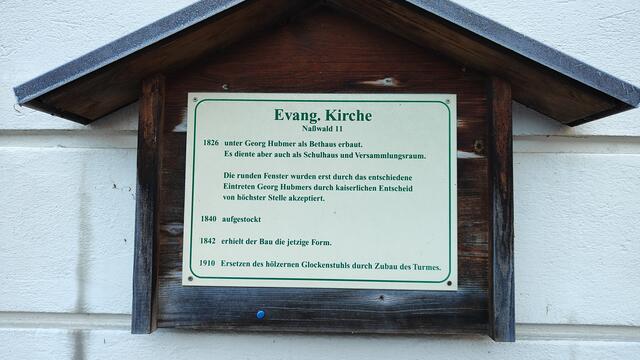 Evang. Kirche
Naßwald 11
1826 unter Georg Hubmer als Bethaus erbaut.
Es diente aber auch als Schulhaus und Versammlungsraum.
Die runden Fenster wurden erst durch das entschiedene
Eintreten Georg Hubmers durch kaiserlichen Entscheid
von höchster Stelle akzeptiert.
1840 aufgestockt
1842 erhielt der Bau die jetzige Form.
1910 Ersetzen des hölzernen Glockenstuhls durch Zubau des Turmes.